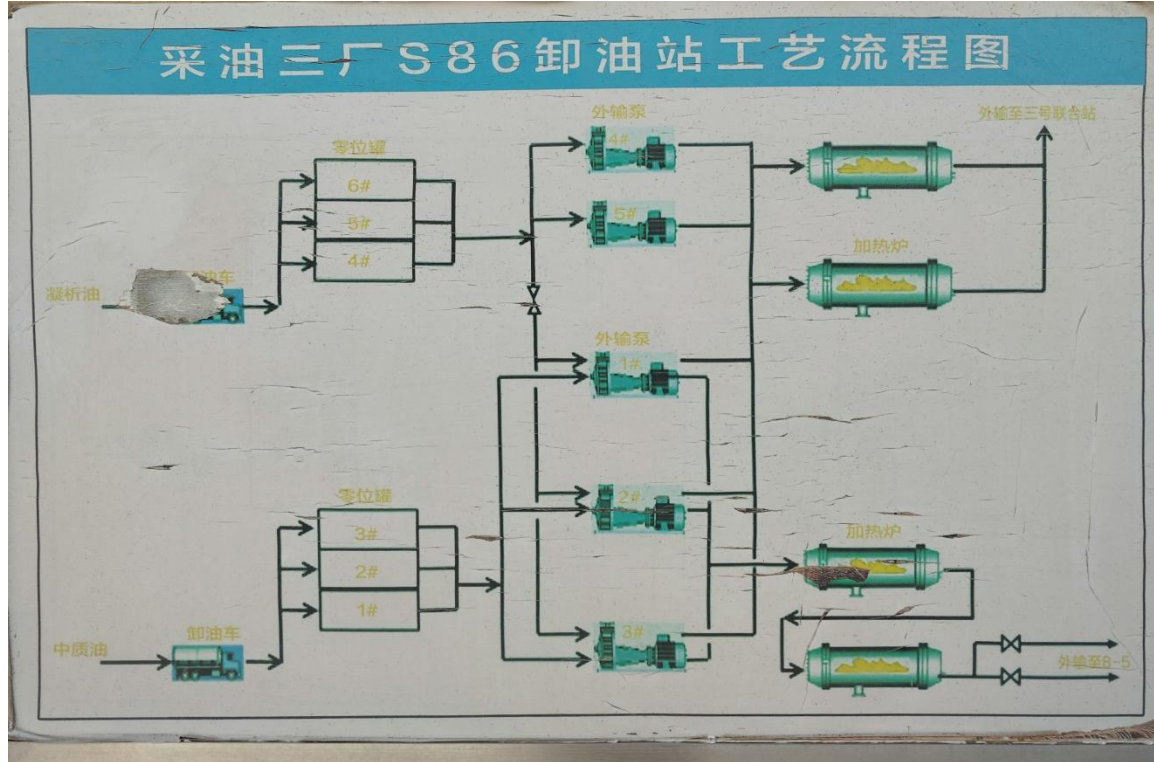 采油三厂S86卸油站工艺流程图
外输泵
外输至三号联合站
4#
零位罐
6#
5#
5#
4#
加热炉
油车
凝析油
外输泵
1#
零位罐
2#
3#
加热炉
2#
1#
3#
卸油车
中质油
外输至8-5